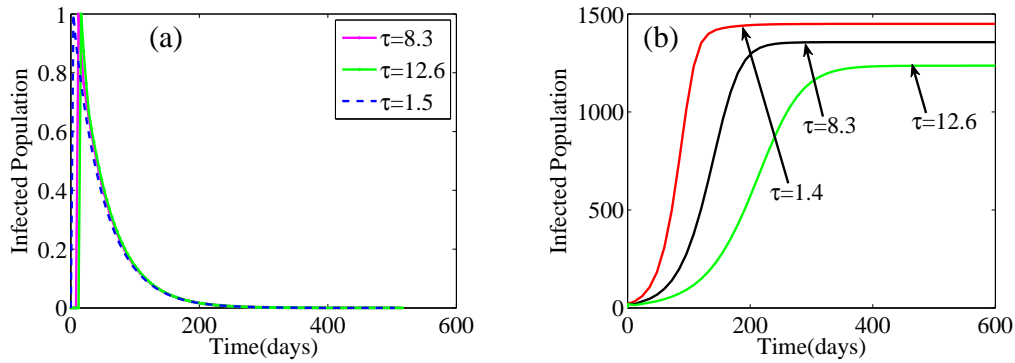 (a)
Infected Population
1
0.8
0.6
0.4
0.2
0
0
200
400
600
Time(days)
τ=8.3
τ=12.6
τ=1.5
(b)
Infected Population
1500
1000
500
0
0
200
400
600
Time(days)
τ=8.3
τ=12.6
τ=1.4